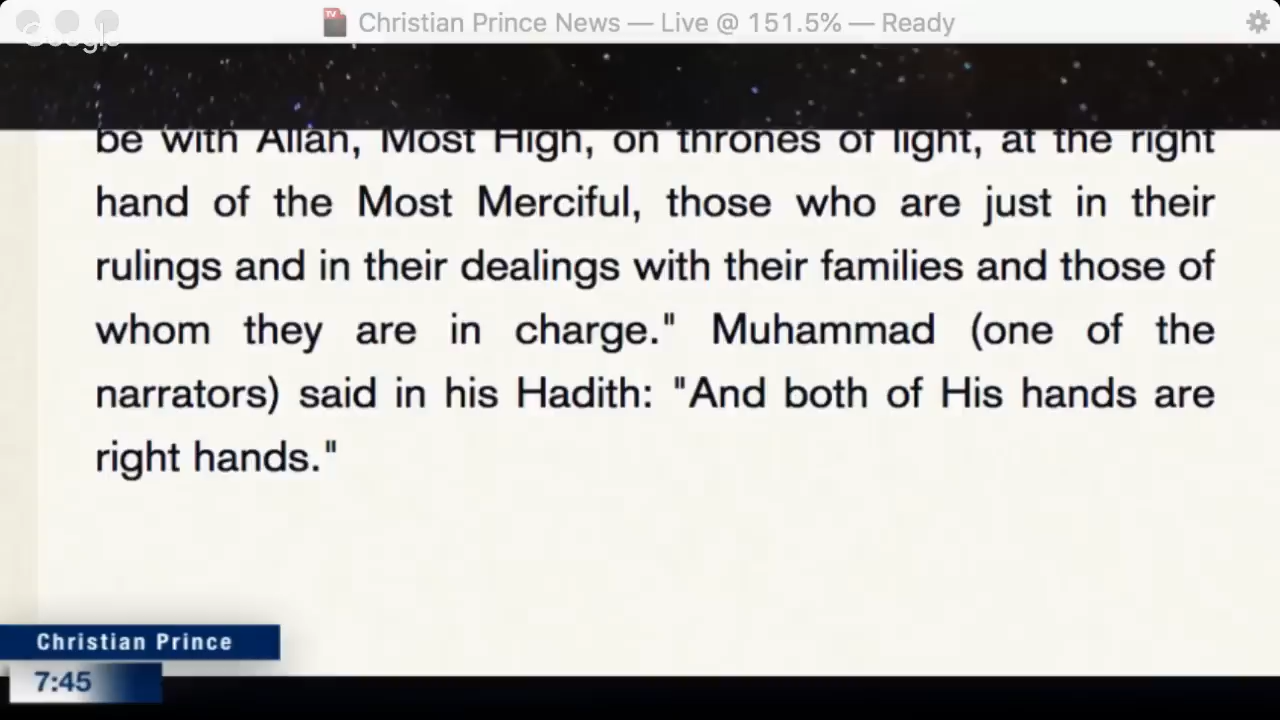 TV
Christian Prince News — Live @ 151.5% — Ready
Google
be with Allah, Most High, on thrones of light, at the right
hand of the Most Merciful, those who are just in their
rulings and in their dealings with their families and those of
whom they are in charge." Muhammad (one of the
narrators) said in his Hadith: "And both of His hands are
right hands."
Christian Prince
7:45